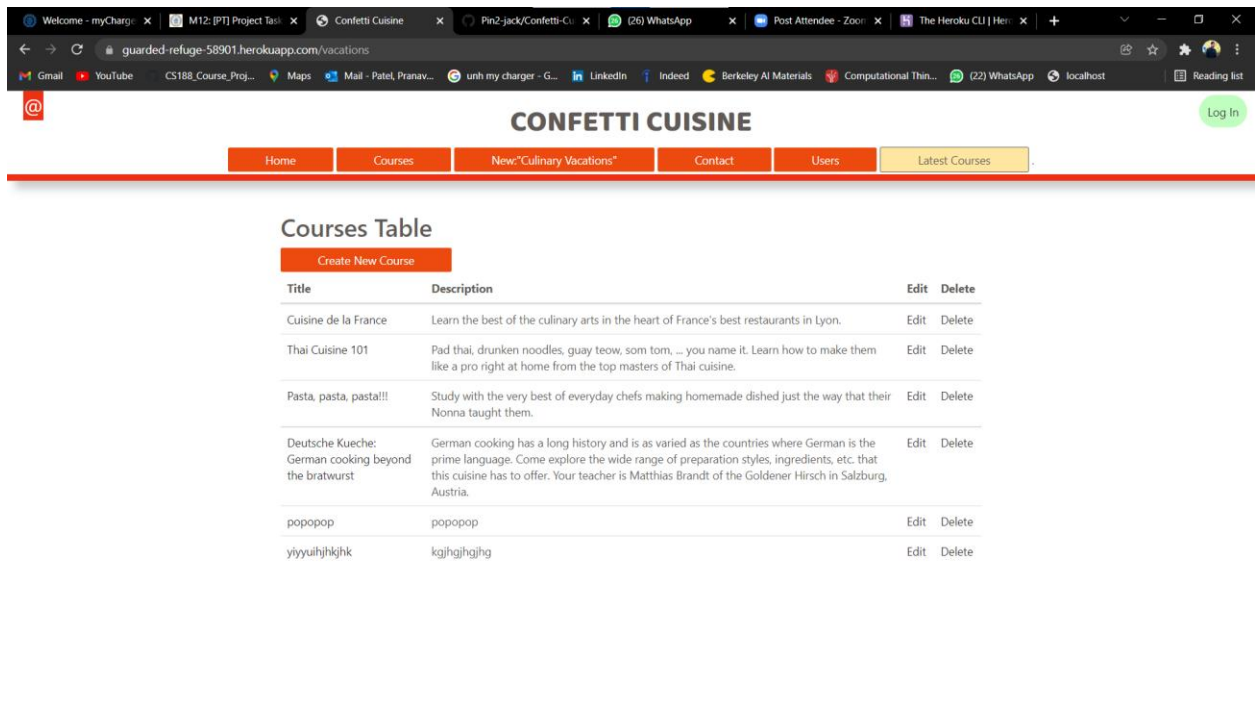 Welcome - myCharge M12: [PT] Project Task Confetti Cuisine Pin2-jack/Confetti-Cu (26) WhatsApp Post Attendee - Zoom The Heroku CLI | Her
guarded-refuge-58901.herokuapp.com/vacations
Gmail YouTube CS188_Course_Proj... Maps Mail - Patel, Pranav... unh my charger - G... LinkedIn Indeed Berkeley AI Materials Computational Thin... (22) WhatsApp localhost Reading list
@
Log In
CONFETTI CUISINE
Home Courses New:"Culinary Vacations" Contact Users Latest Courses .
Courses Table
Create New Course
Title Description Edit Delete
Cuisine de la France Learn the best of the culinary arts in the heart of France's best restaurants in Lyon. Edit Delete
Thai Cuisine 101 Pad thai, drunken noodles, guay teow, som tom, ... you name it. Learn how to make them Edit Delete
like a pro right at home from the top masters of Thai cuisine.
Pasta, pasta, pasta!!! Study with the very best of everyday chefs making homemade dished just the way that their Edit Delete
Nonna taught them.
Deutsche Kueche: German cooking has a long history and is as varied as the countries where German is the Edit Delete
German cooking beyond prime language. Come explore the wide range of preparation styles, ingredients, etc. that
the bratwurst this cuisine has to offer. Your teacher is Matthias Brandt of the Goldener Hirsch in Salzburg,
Austria.
popopop popopop Edit Delete
yiyyuihjhkjhk kgjhgjhgjhg Edit Delete